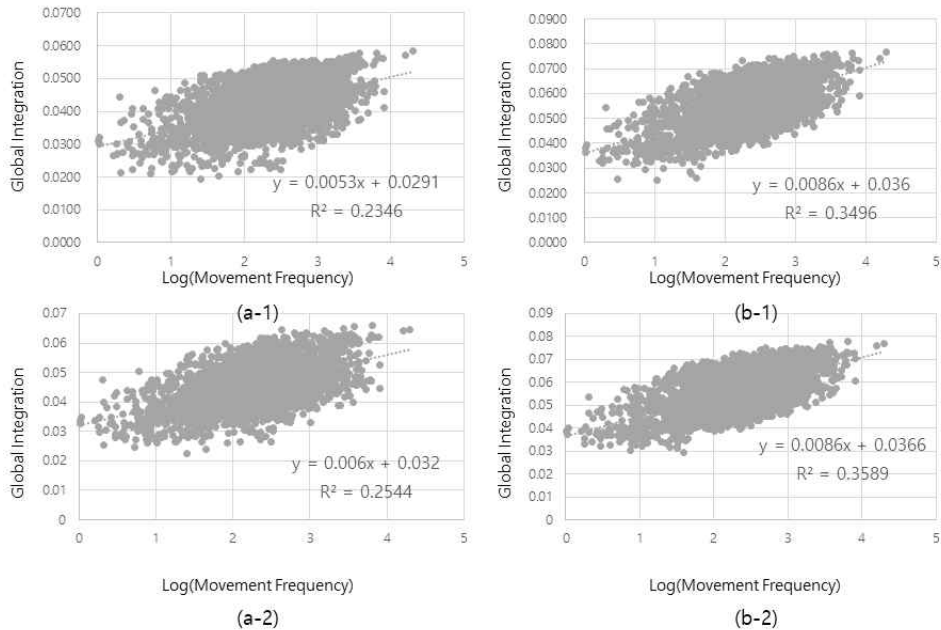 Global Integration
0.0700
0.0600
0.0500
0.0400
0.0300
0.0200
0.0100
0.0000
y = 0.0053x + 0.0291
R² = 0.2346
0 1 2 3 4 5
Log(Movement Frequency)
(a-1)
Global Integration
0.0900
0.0800
0.0700
0.0600
0.0500
0.0400
0.0300
0.0200
0.0100
0.0000
y = 0.0086x + 0.036
R² = 0.3496
0 1 2 3 4 5
Log(Movement Frequency)
(b-1)
Global Integration
0.07
0.06
0.05
0.04
0.03
0.02
0.01
0
y = 0.006x + 0.032
R² = 0.2544
0 1 2 3 4 5
Log(Movement Frequency)
(a-2)
Global Integration
0.09
0.08
0.07
0.06
0.05
0.04
0.03
0.02
0.01
0
y = 0.0086x + 0.0366
R² = 0.3589
0 1 2 3 4 5
Log(Movement Frequency)
(b-2)